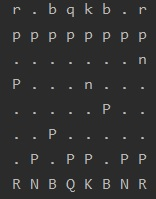 r . b q k b . r
p p p p p p p p
. . . . . . . n
P . . . n . . .
. . . . . P . .
. . P . . . . .
. P . P P . P P
R N B Q K B N R